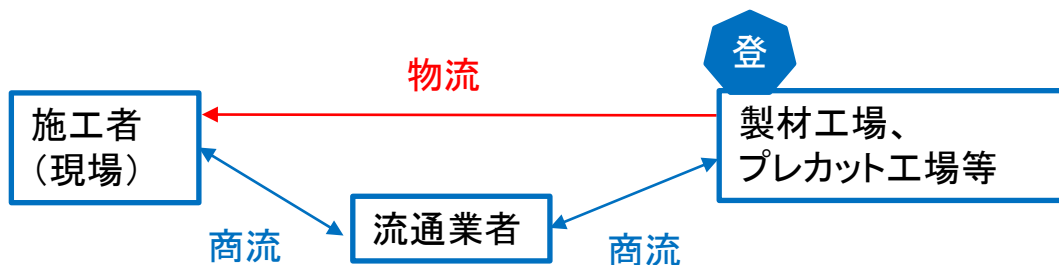 登
物流
施工者
（現場）
製材工場、
プレカット工場等
流通業者
商流
商流